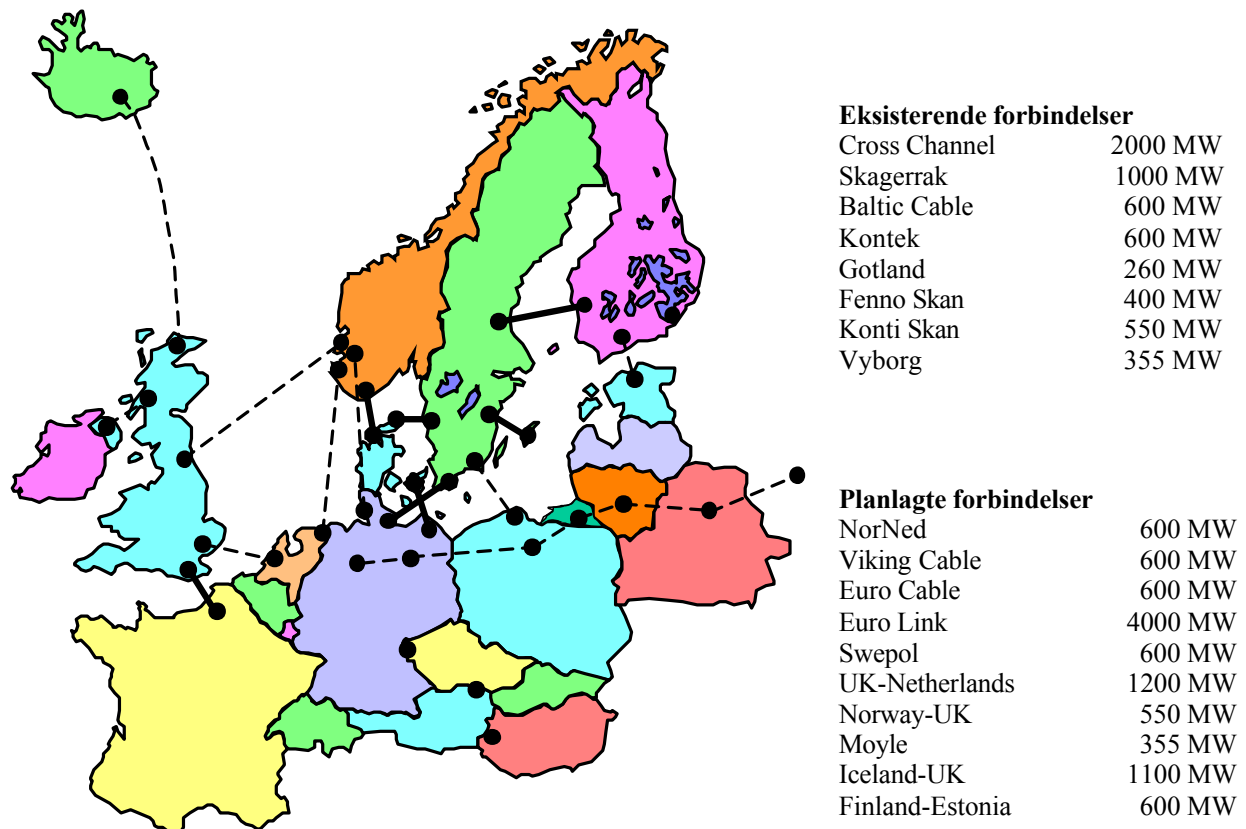 Eksisterende forbindelser
Cross Channel 2000 MW
Skagerrak 1000 MW
Baltic Cable 600 MW
Kontek 600 MW
Gotland 260 MW
Fenno Skan 400 MW
Konti Skan 550 MW
Vyborg 355 MW
Planlagte forbindelser
NorNed 600 MW
Viking Cable 600 MW
Euro Cable 600 MW
Euro Link 4000 MW
Swepol 600 MW
UK-Netherlands 1200 MW
Norway-UK 550 MW
Moyle 355 MW
Iceland-UK 1100 MW
Finland-Estonia 600 MW